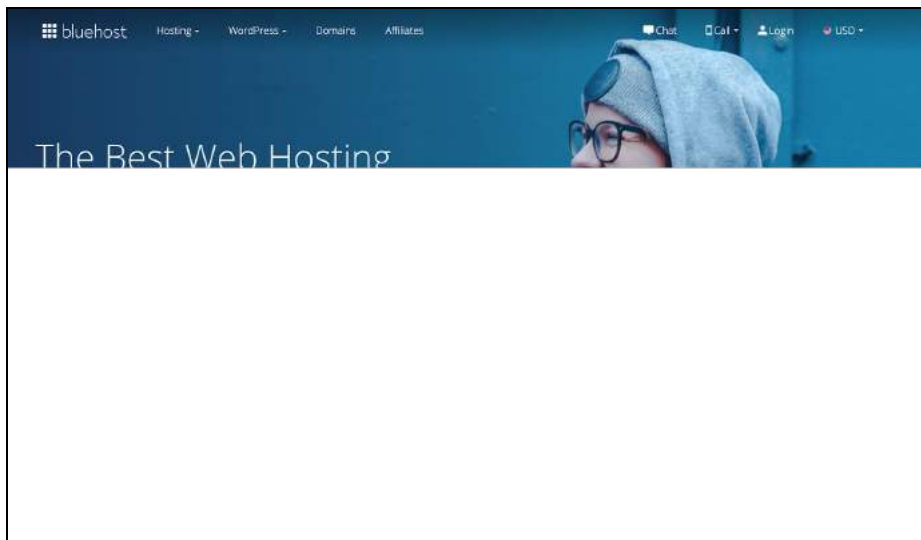 bluehost Hosting WordPress Domains Affiliates Chat Call Login USD
The Best Web Hosting